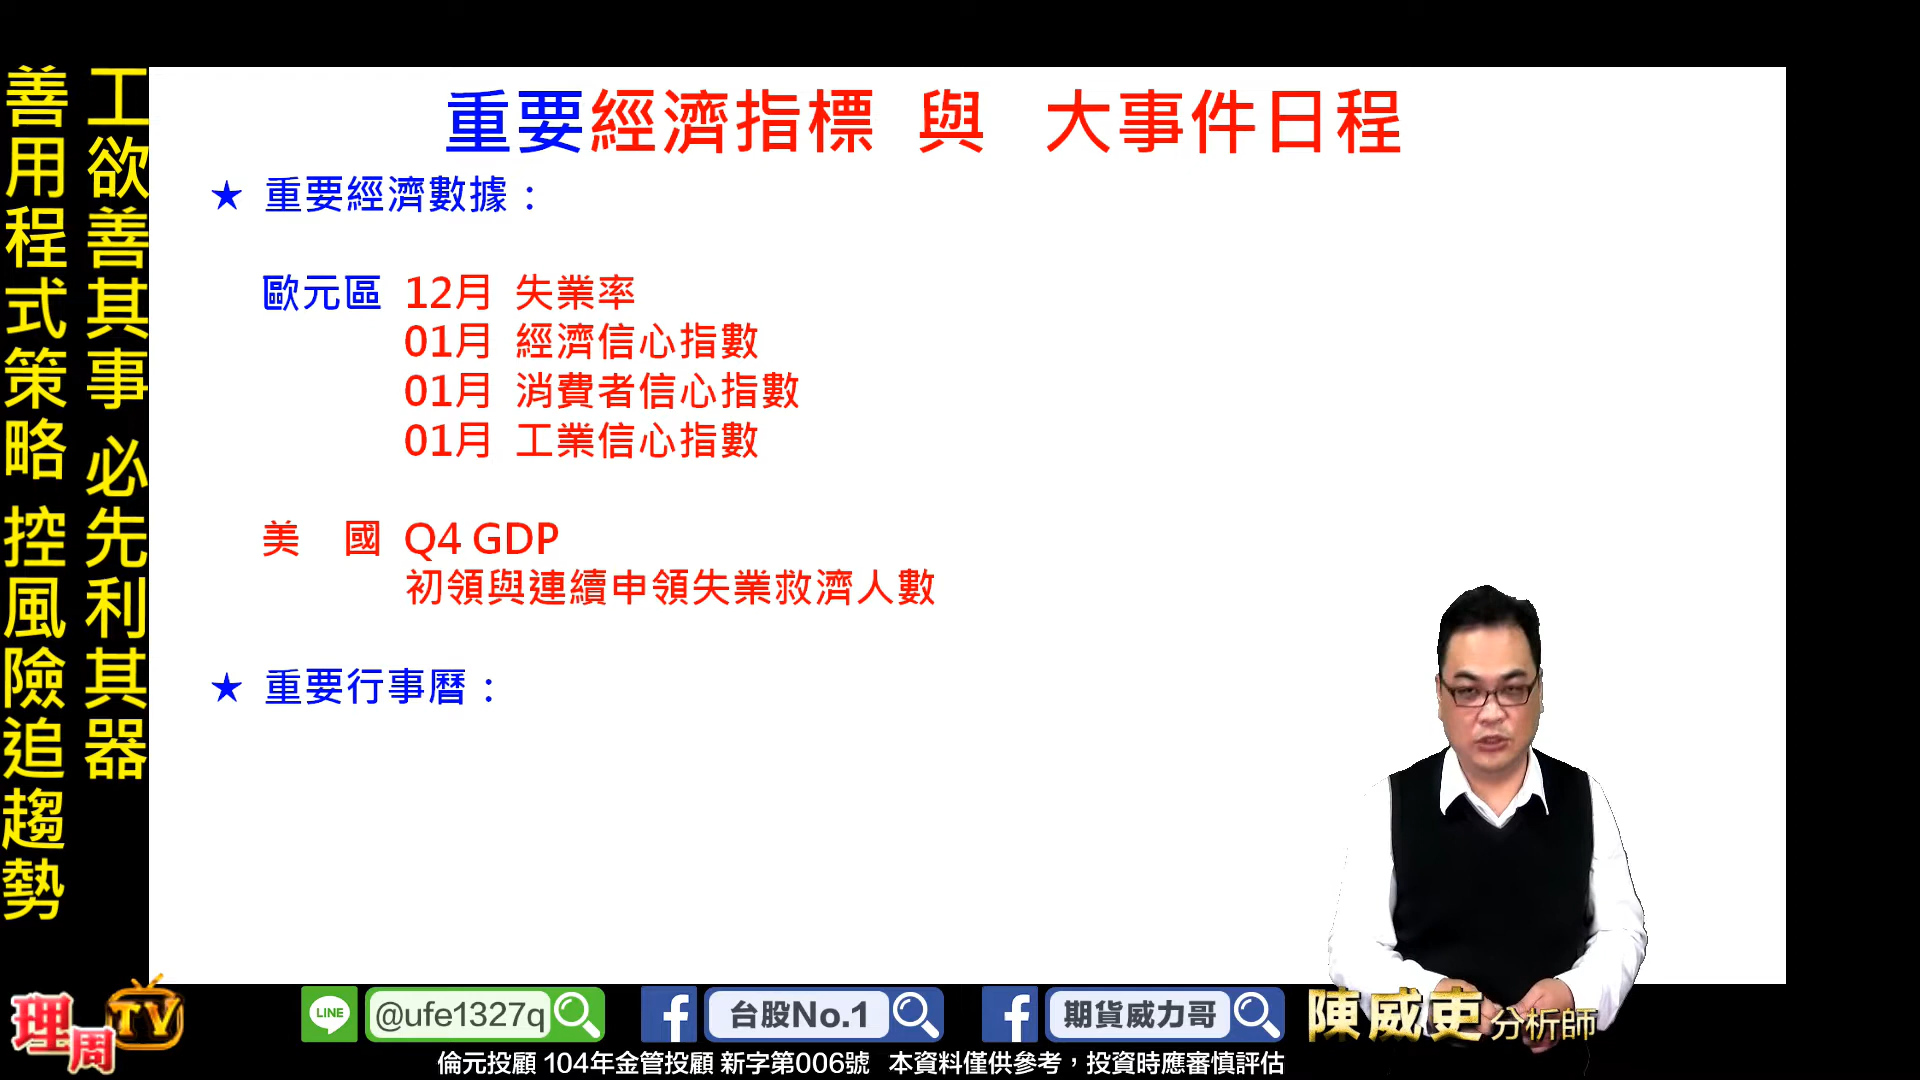 工欲善其事 必先利其器
善用程式策略 控風險追趨勢
重要經濟指標 與 大事件日程
★ 重要經濟數據：
歐元區 12月 失業率
01月 經濟信心指數
01月 消費者信心指數
01月 工業信心指數
美 國 Q4 GDP
初領與連續申領失業救濟人數
★ 重要行事曆：
理周TV
LINE @ufe1327q
台股No.1
期貨威力哥
陳威吏 分析師
倫元投顧 104年金管投顧 新字第006號 本資料僅供參考，投資時應審慎評估